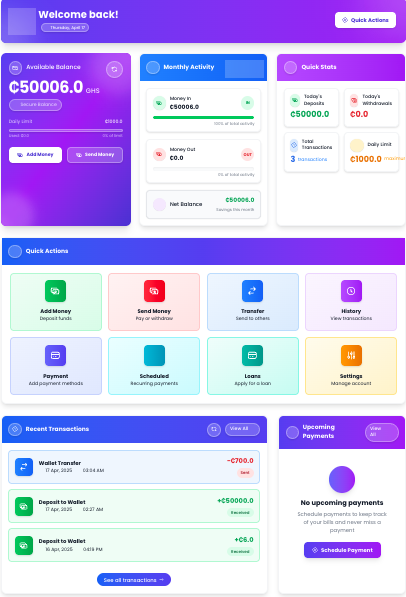 Welcome back!
Thursday, April 17
Quick Actions
Available Balance
₵50006.0 GHS
Secure Balance
Daily Limit
₵1000.0
0% of limit
Add Money
Send Money
Monthly Activity
Money In
₵50006.0
IN
100% of total activity
Money Out
₵0.0
OUT
0% of total activity
Net Balance
₵50006.0
Savings this month
Quick Stats
Today's Deposits
₵50000.0
Today's Withdrawals
₵0.0
Total Transactions
3 transactions
Daily Limit
₵1000.0
Quick Actions
Add Money
Deposit funds
Send Money
Pay or withdraw
Transfer
Send to others
History
View transactions
Payment
Add payment methods
Scheduled
Recurring payments
Loans
Apply for a loan
Settings
Manage account
Recent Transactions
View All
Wallet Transfer
17 Apr, 2025 03:04 AM
-₵700.0
Sent
Deposit to Wallet
17 Apr, 2025 02:27 AM
+₵50000.0
Received
Deposit to Wallet
16 Apr, 2025 04:19 PM
+₵6.0
Received
See all transactions →
Upcoming Payments
View All
No upcoming payments
Schedule payments to keep track
of your bills and never miss a
payment
Schedule Payment